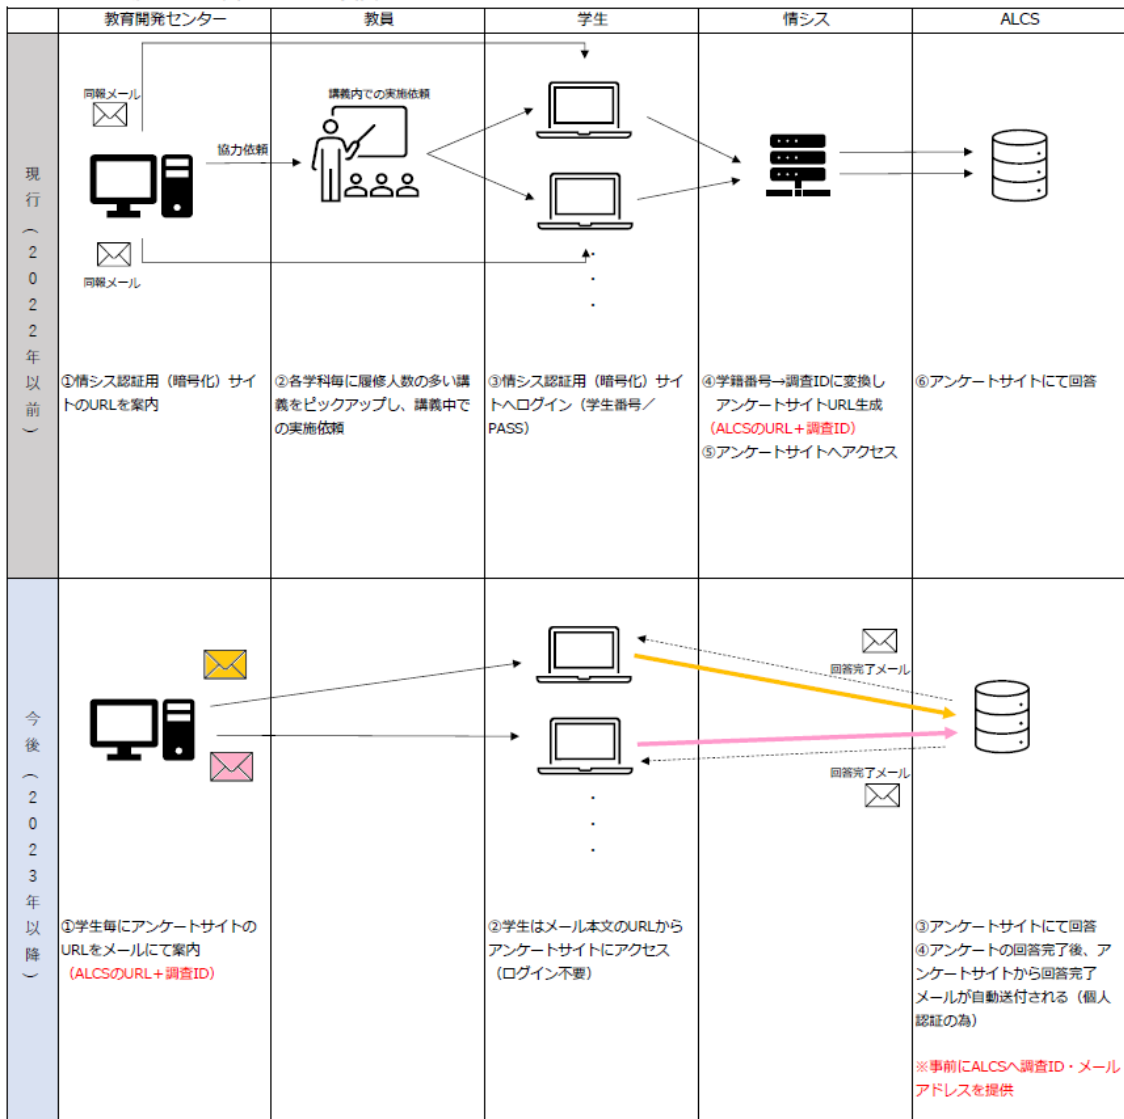 教育開発センター
教員
学生
情シス
ALCS
現行（2022年以前）
同報メール
協力依頼
同報メール
講義内での実施依頼
・
・
・
①情シス認証用（暗号化）サイ
トのURLを案内
②各学科毎に履修人数の多い講
義をピックアップし、講義中で
の実施依頼
③情シス認証用（暗号化）サイ
トへログイン（学生番号／
PASS）
④学籍番号→調査IDに変換し
アンケートサイトURL生成
（ALCSのURL＋調査ID）
⑤アンケートサイトへアクセス
⑥アンケートサイトにて回答
今後（2023年以降）
・
・
・
回答完了メール
回答完了メール
①学生毎にアンケートサイトの
URLをメールにて案内
（ALCSのURL＋調査ID）
②学生はメール本文のURLから
アンケートサイトにアクセス
（ログイン不要）
③アンケートサイトにて回答
④アンケートの回答完了後、ア
ンケートサイトから回答完了
メールが自動送付される（個人
認証の為）
※事前にALCSへ調査ID・メール
アドレスを提供